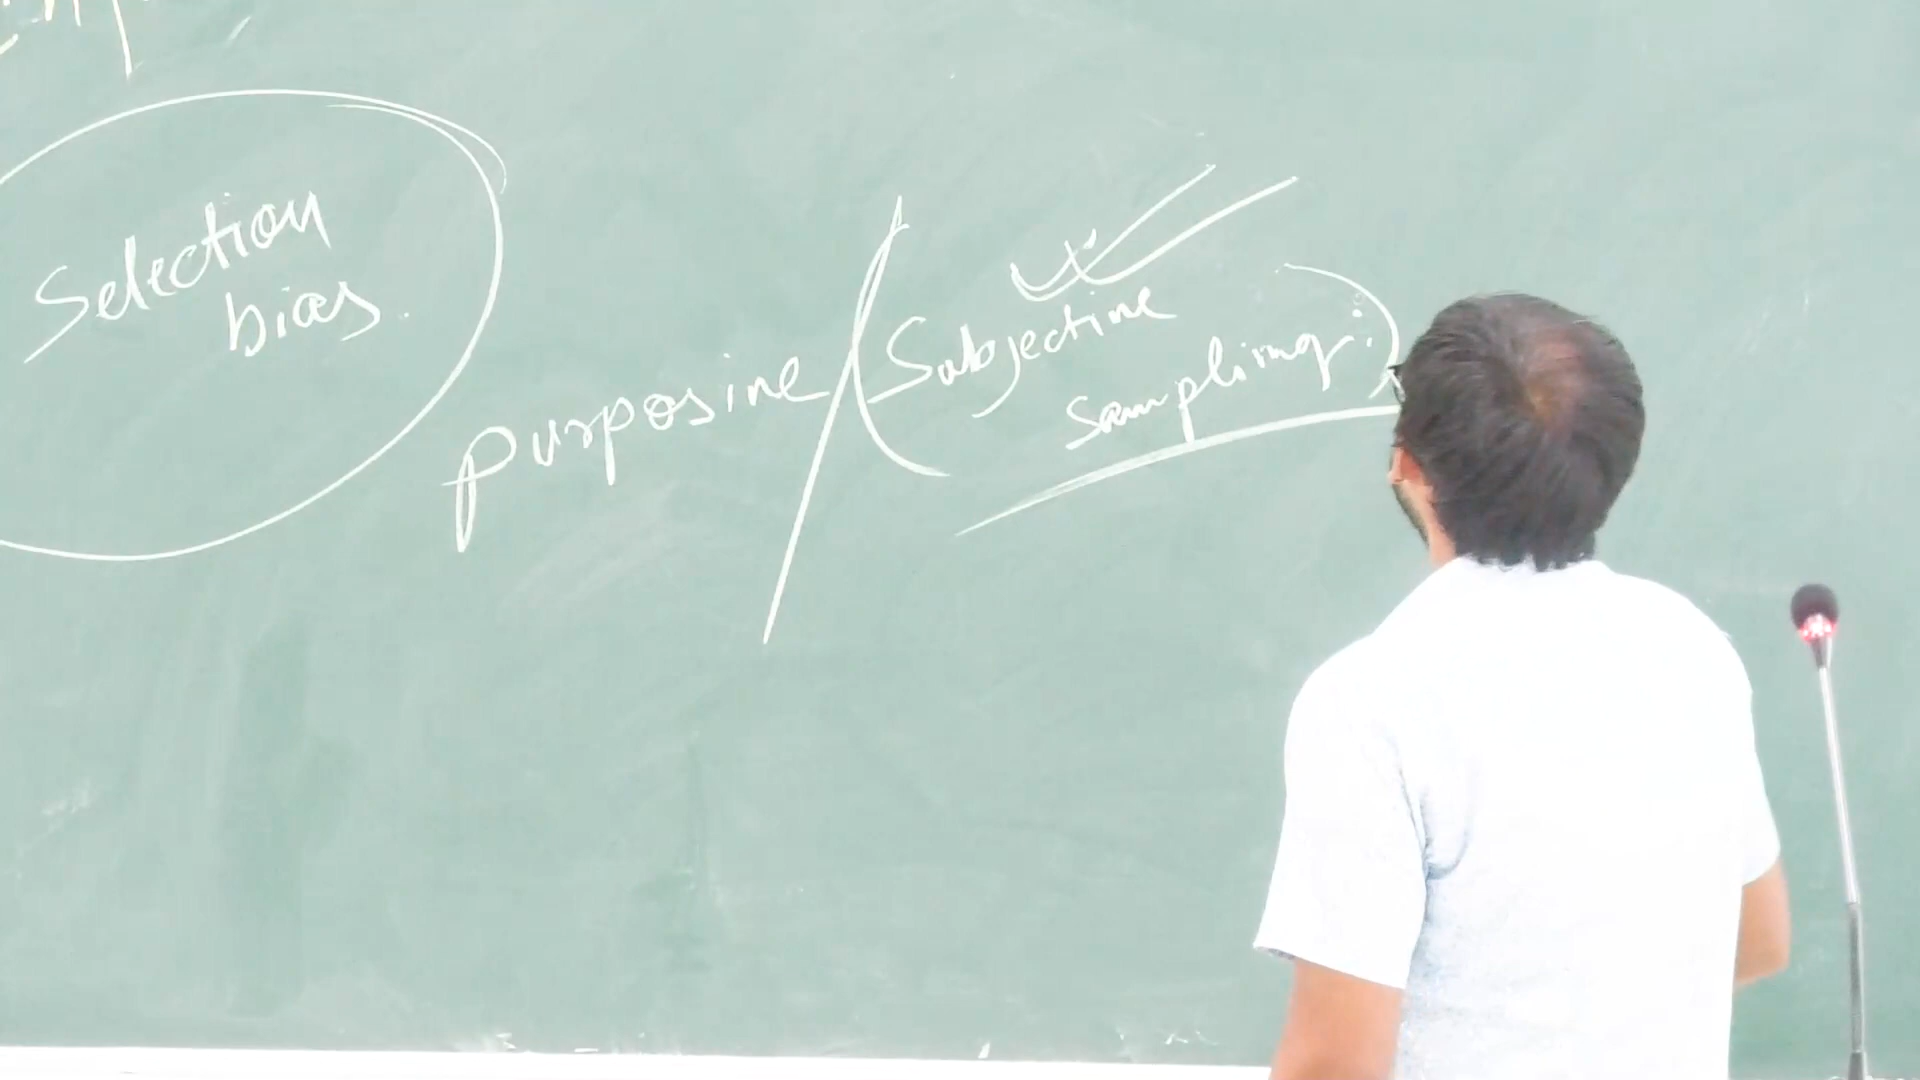 Selection
bias.
purposive / (Subjective
sampling:)